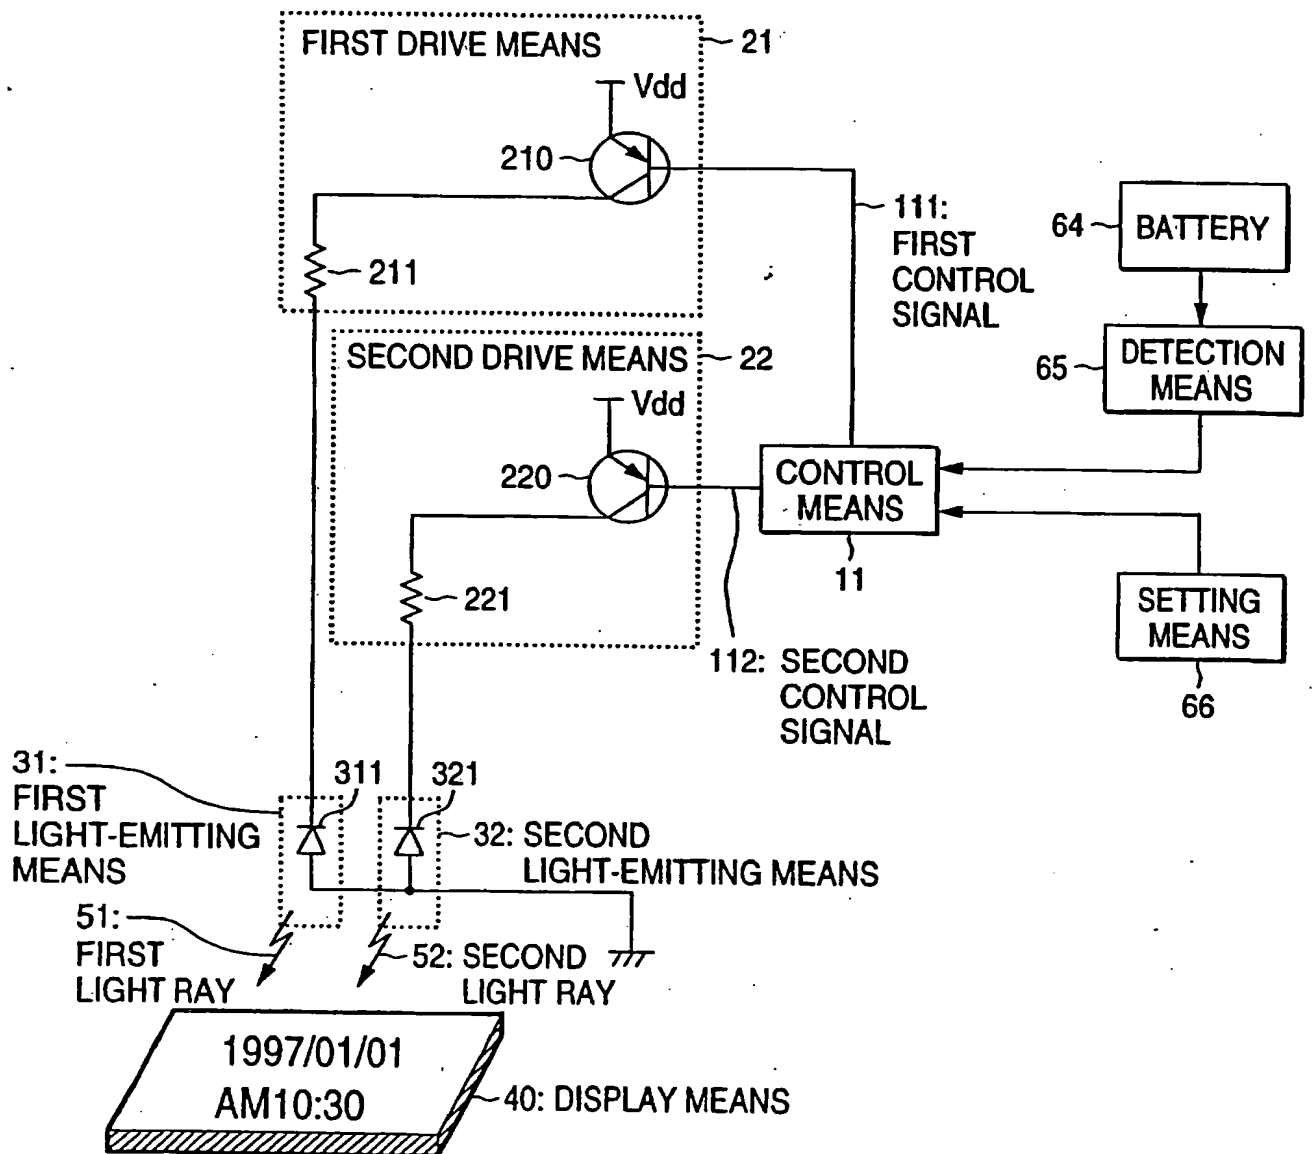 FIRST DRIVE MEANS
21
Vdd
210
211
111:
FIRST
CONTROL
SIGNAL
64
BATTERY
65
DETECTION
MEANS
SECOND DRIVE MEANS
22
Vdd
220
221
CONTROL
MEANS
11
SETTING
MEANS
66
112: SECOND
CONTROL
SIGNAL
31:
FIRST
LIGHT-EMITTING
MEANS
311
321
32: SECOND
LIGHT-EMITTING MEANS
51:
FIRST
LIGHT RAY
52: SECOND
LIGHT RAY
1997/01/01
AM10:30
40: DISPLAY MEANS